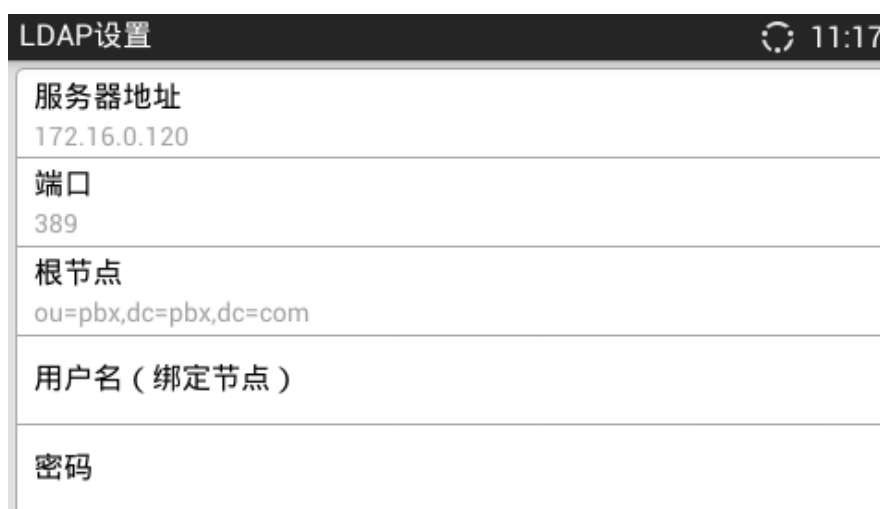 LDAP设置 11:17
服务器地址
172.16.0.120
端口
389
根节点
ou=pbx,dc=pbx,dc=com
用户名（绑定节点）
密码